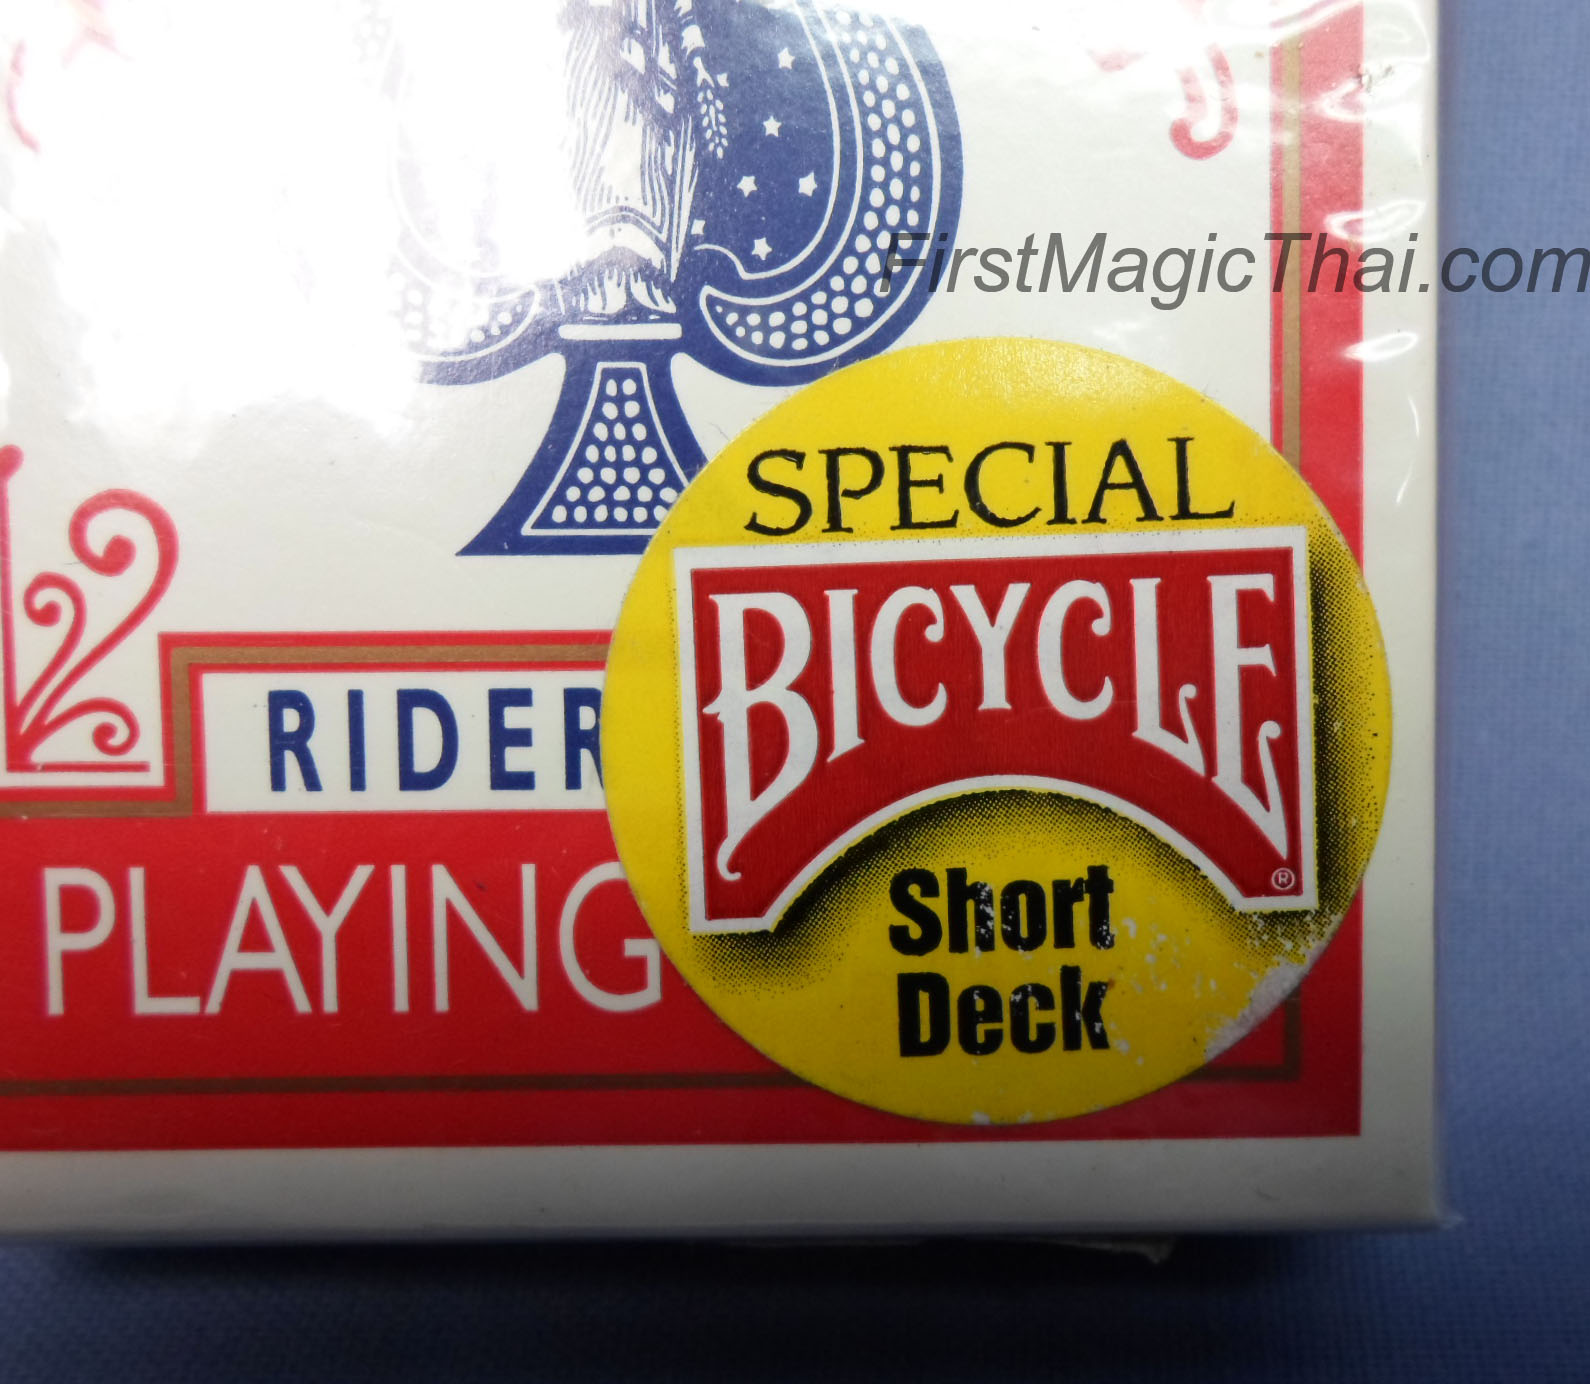 FirstMagicThai.com
SPECIAL
BICYCLE
®
RIDER
PLAYING
Short
Deck